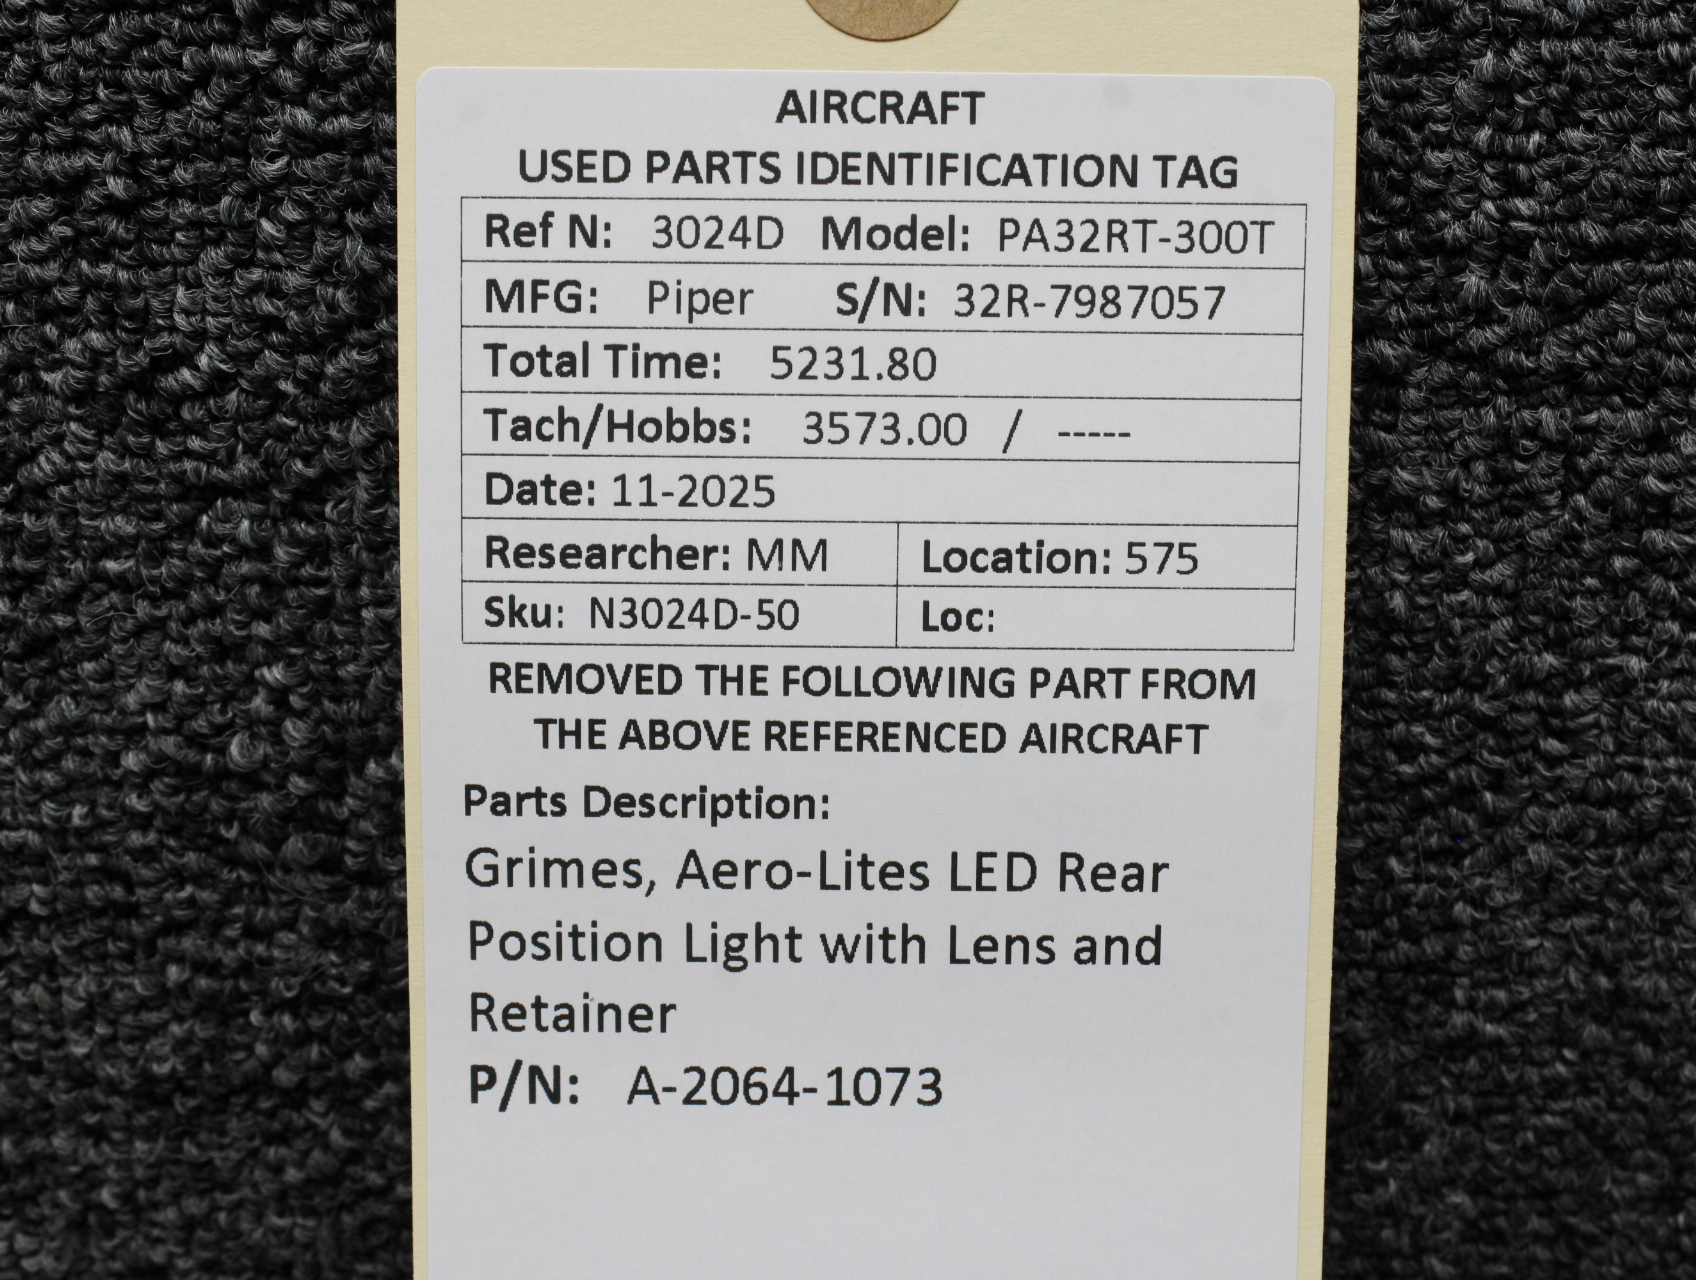 AIRCRAFT
USED PARTS IDENTIFICATION TAG
Ref N: 3024D Model: PA32RT-300T
MFG: Piper S/N: 32R-7987057
Total Time: 5231.80
Tach/Hobbs: 3573.00 / -----
Date: 11-2025
Researcher: MM Location: 575
Sku: N3024D-50 Loc:
REMOVED THE FOLLOWING PART FROM
THE ABOVE REFERENCED AIRCRAFT
Parts Description:
Grimes, Aero-Lites LED Rear
Position Light with Lens and
Retainer
P/N: A-2064-1073